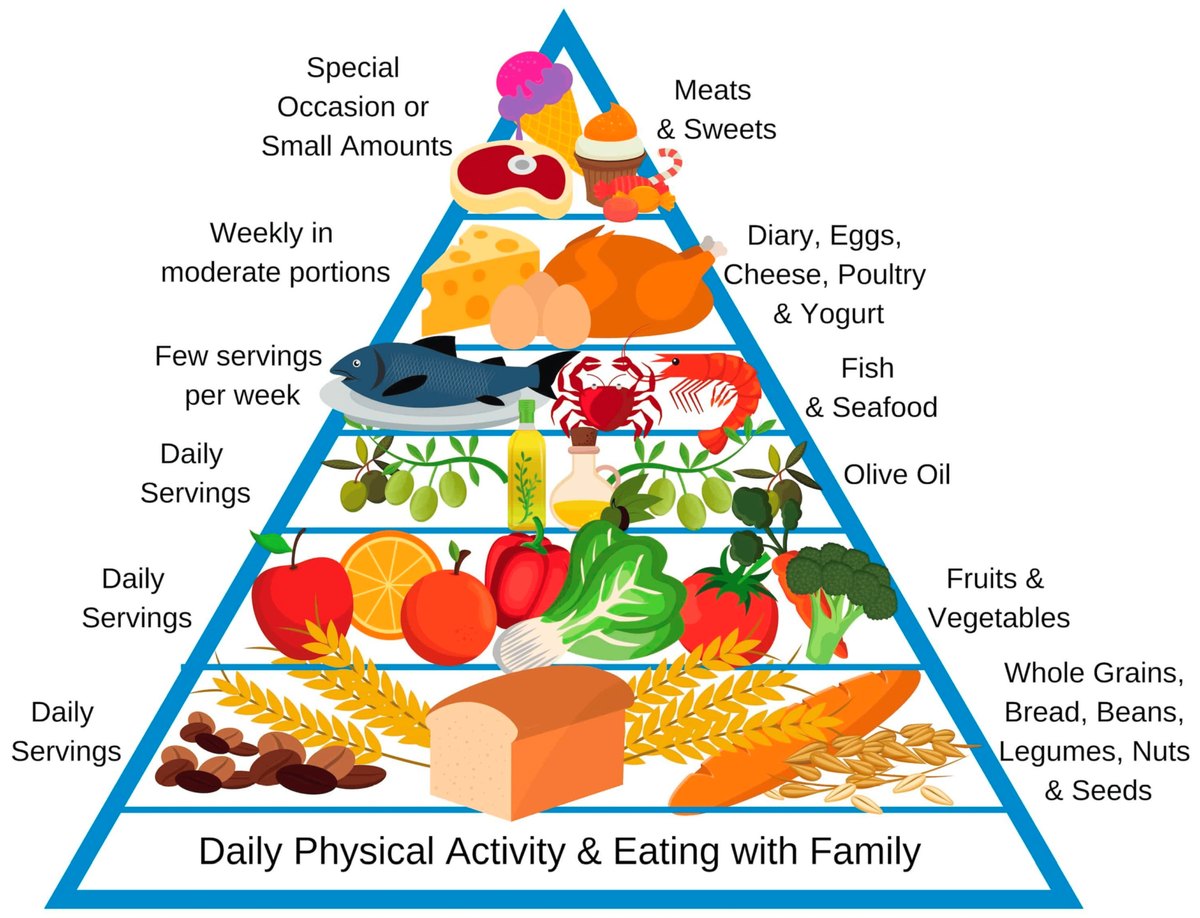 Special
Occasion or
Small Amounts
Meats
& Sweets
Weekly in
moderate portions
Diary, Eggs,
Cheese, Poultry
& Yogurt
Few servings
per week
Fish
& Seafood
Daily
Servings
Olive Oil
Daily
Servings
Fruits &
Vegetables
Daily
Servings
Whole Grains,
Bread, Beans,
Legumes, Nuts
& Seeds
Daily Physical Activity & Eating with Family